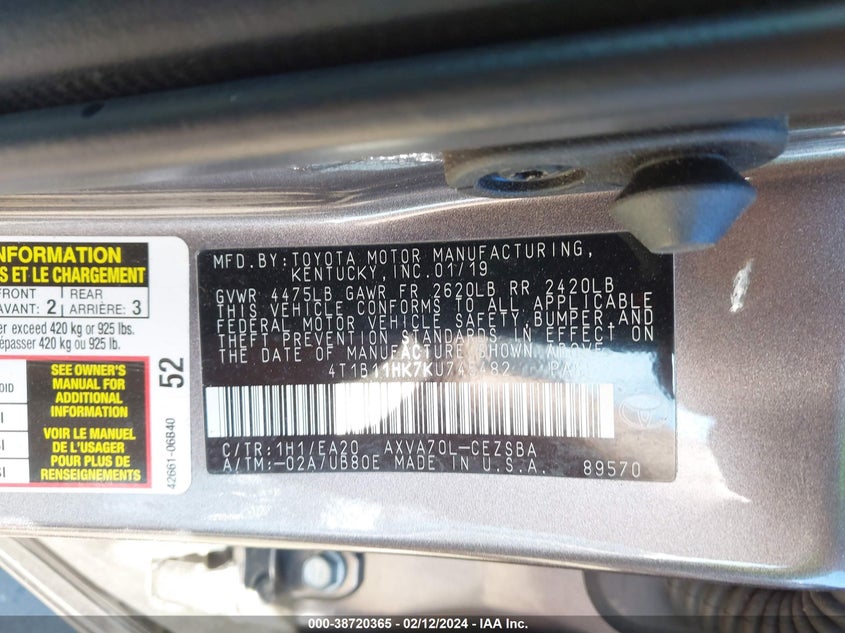 INFORMATION
S ET LE CHARGEMENT
FRONT
AVANT: 2
REAR
ARRIÈRE: 3
er exceed 420 kg or 925 lbs.
épasser 420 kg ou 925 lb.
SEE OWNER'S
MANUAL FOR
ADDITIONAL
INFORMATION
VOIR LE MANUEL
DE L'USAGER
POUR PLUS DE
RENSEIGNEMENTS
52
42661-06B40
MFD.BY:TOYOTA MOTOR MANUFACTURING,
KENTUCKY,INC.01/19
GVWR 4475LB GAWR FR 2620LB RR 2420LB
THIS VEHICLE CONFORMS TO ALL APPLICABLE
FEDERAL MOTOR VEHICLE SAFETY,BUMPER,AND
THEFT PREVENTION STANDARDS IN EFFECT ON
THE DATE OF MANUFACTURE SHOWN ABOVE.
C/TR:1H1/EA20 AXVA70L-CEZSBA
A/TM:-02A/UB80E MADE IN U.S.A. 89570
000-38720365 - 02/12/2024 - IAA Inc.